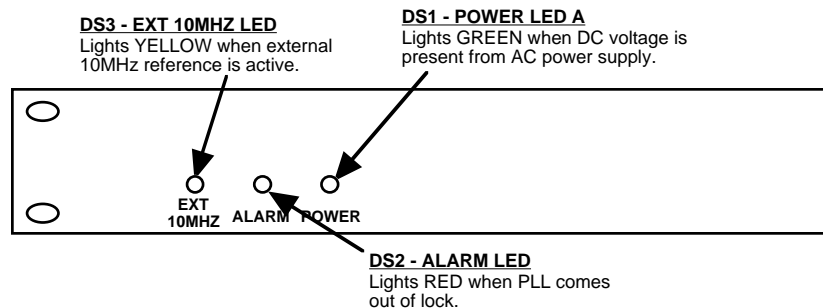 DS3 - EXT 10MHZ LED
Lights YELLOW when external
10MHz reference is active.
DS1 - POWER LED A
Lights GREEN when DC voltage is
present from AC power supply.
EXT
10MHZ
ALARM
POWER
DS2 - ALARM LED
Lights RED when PLL comes
out of lock.